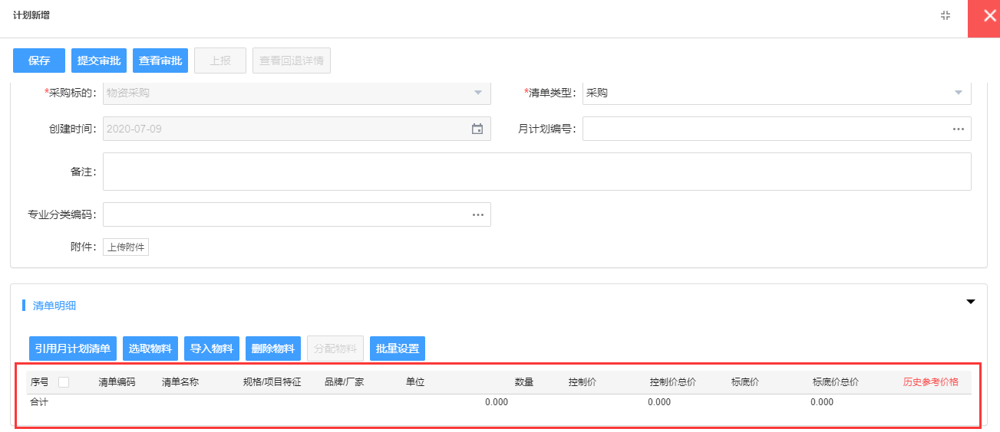 计划新增
保存 提交审批 查看审批 上报 查看回退详情
*采购标的： 物资采购 *清单类型： 采购
创建时间： 2020-07-09 月计划编号：
备注：
专业分类编码：
附件： 上传附件
清单明细
引用月计划清单 选取物料 导入物料 删除物料 分配物料 批量设置
序号 清单编码 清单名称 规格/项目特征 品牌/厂家 单位 数量 控制价 控制价总价 标底价 标底价总价 历史参考价格
合计 0.000 0.000 0.000